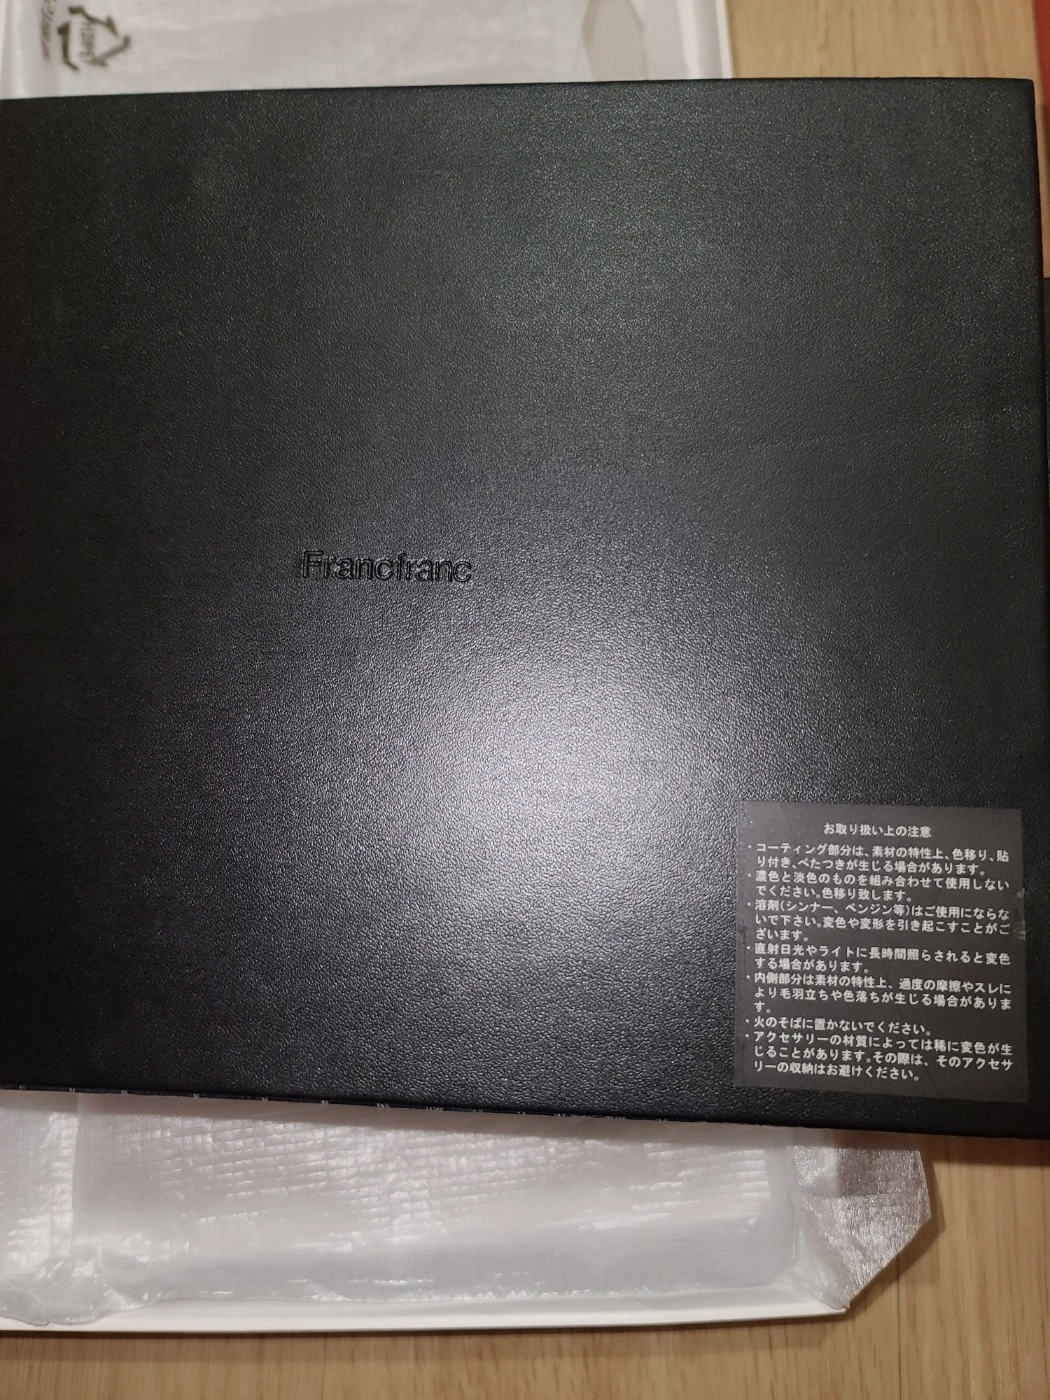 Francfranc
お取り扱い上の注意
・コーティング部分は、素材の特性上、色移り、貼
り付き、べたつきが生じる場合があります。
・濃色と淡色のものを組み合わせて使用しない
でください。色移り致します。
・溶剤(シンナー、ベンジン等)はご使用にならな
いで下さい。変色や変形を引き起こすことがご
ざいます。
・直射日光やライトに長時間照らされると変色
する場合があります。
・内側部分は素材の特性上、過度の摩擦やスレに
より毛羽立ちや色落ちが生じる場合がありま
す。
・火のそばに置かないでください。
・アクセサリーの材質によっては稀に変色が生
じることがあります。その際は、そのアクセサ
リーの収納はお避けください。